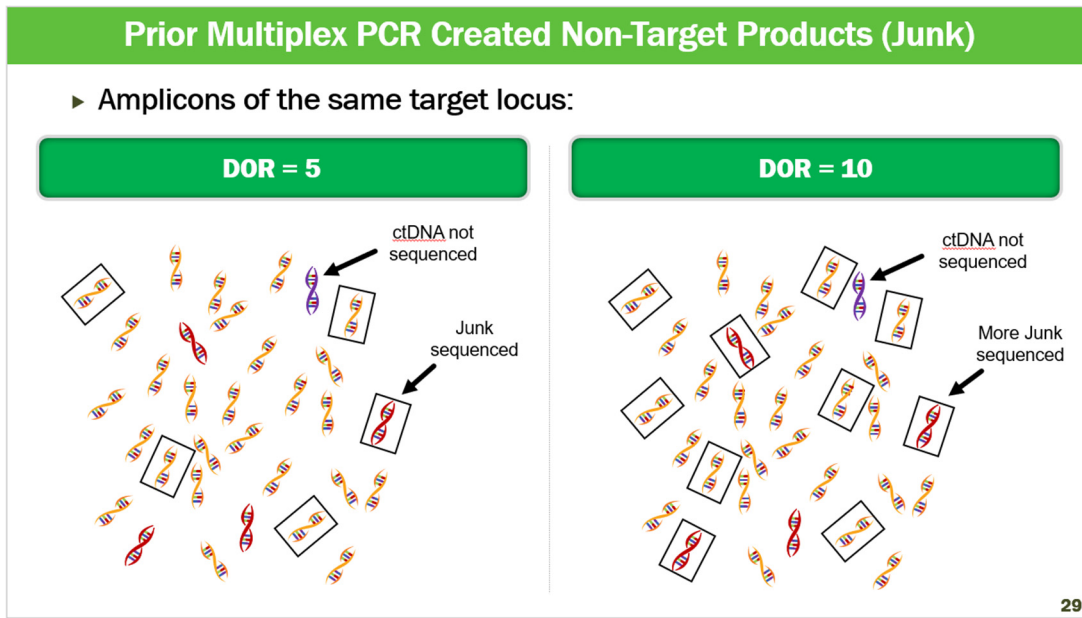 Prior Multiplex PCR Created Non-Target Products (Junk)
Amplicons of the same target locus:
DOR = 5
ctDNA not
sequenced
Junk
sequenced
DOR = 10
ctDNA not
sequenced
More Junk
sequenced
29